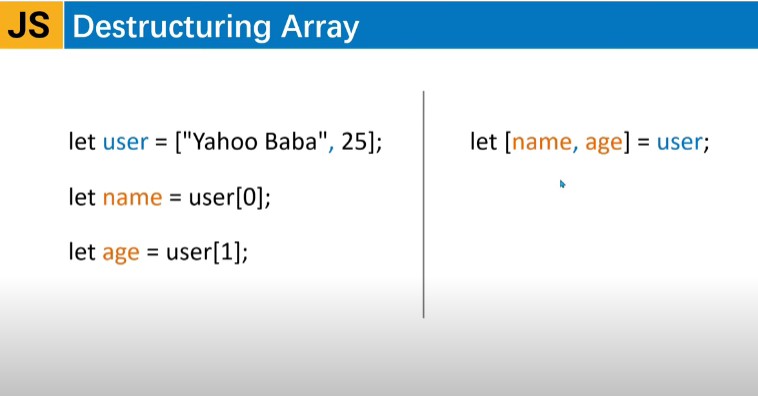 JS Destructuring Array
let user = ["Yahoo Baba", 25];
let name = user[0];
let age = user[1];
let [name, age] = user;